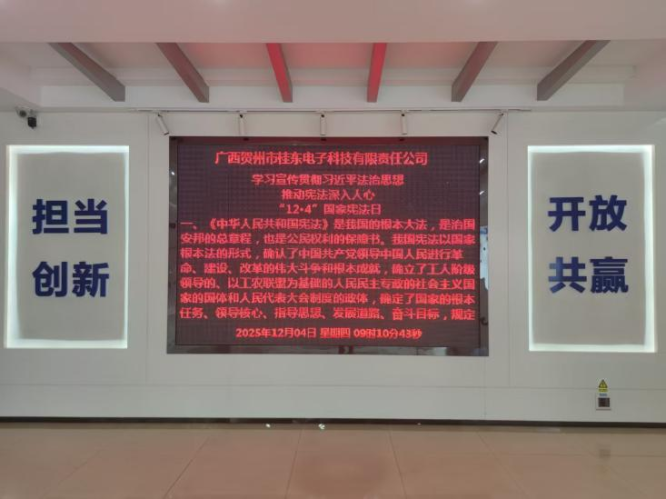 担当
创新
广西贺州市桂东电子科技有限责任公司
学习宣传贯彻习近平法治思想
推动宪法深入人心
“12·4”国家宪法日
一、《中华人民共和国宪法》是我国的根本大法，是治国
安邦的总章程，也是公民权利的保障书。我国宪法以国家
根本法的形式，确认了中国共产党领导中国人民进行革
命、建设、改革的伟大斗争和根本成就，确立了工人阶级
领导的、以工农联盟为基础的人民民主专政的社会主义国
家的国体和人民代表大会制度的政体，确定了国家的根本
任务、领导核心、指导思想、发展道路、奋斗目标，规定
2025年12月04日 星期四 09时10分43秒
开放
共赢